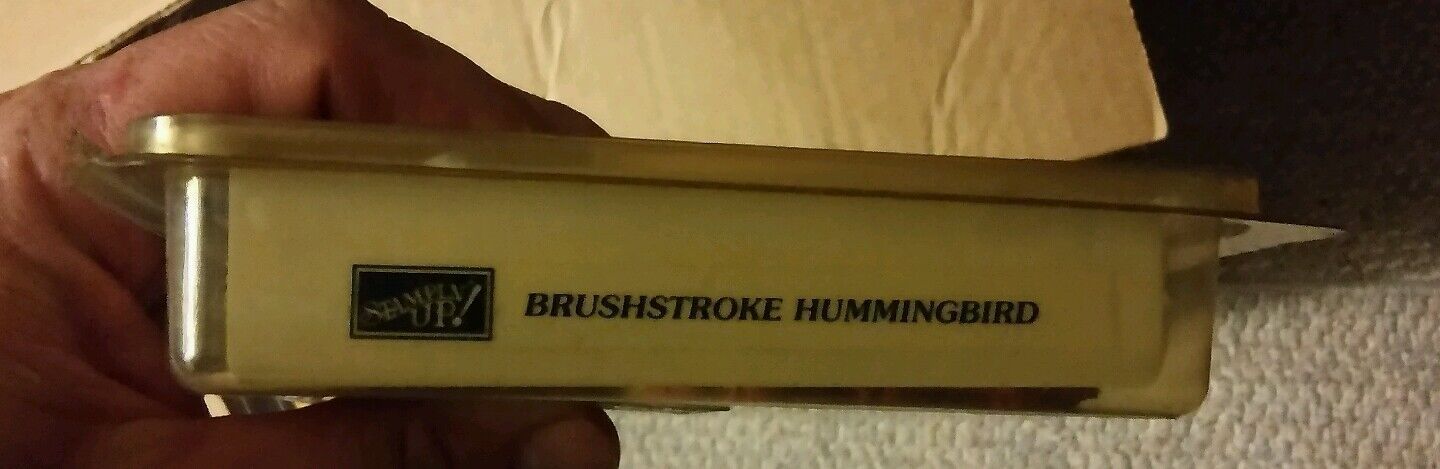 STAMPIN' UP!
BRUSHSTROKE HUMMINGBIRD